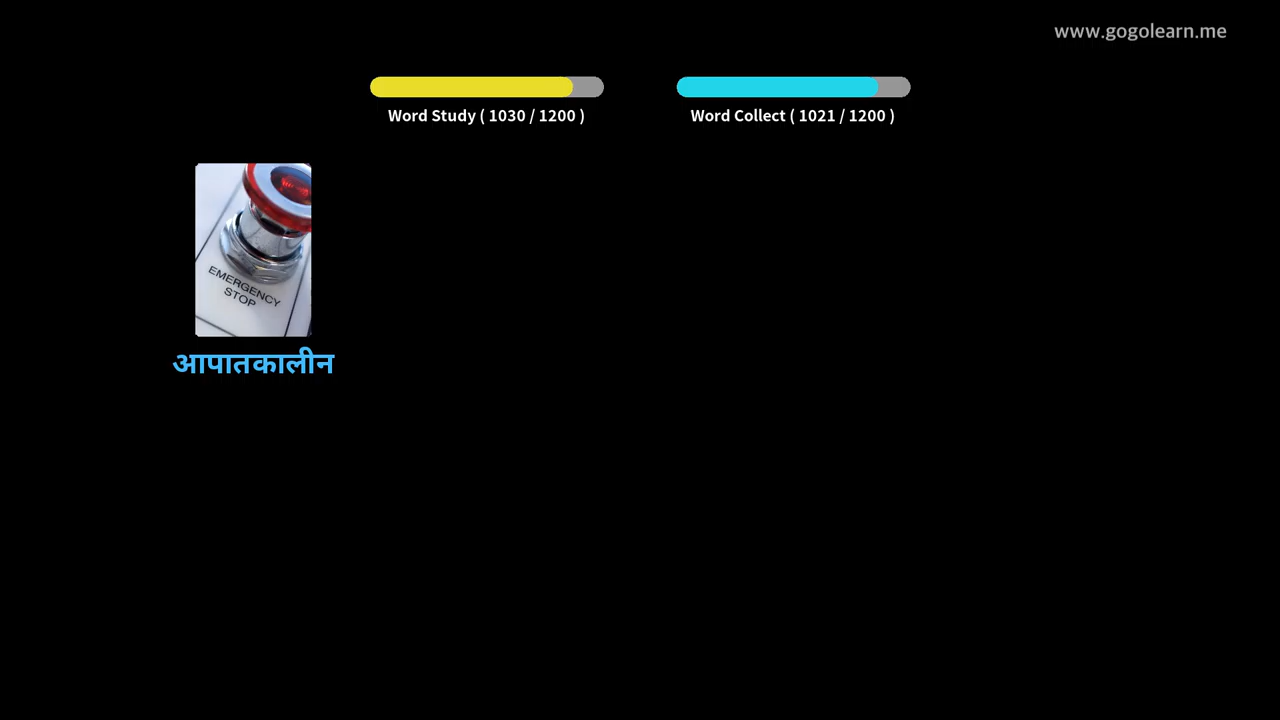 www.gogolearn.me
Word Study ( 1030 / 1200 )
Word Collect ( 1021 / 1200 )
EMERGENCY
STOP
आपातकालीन